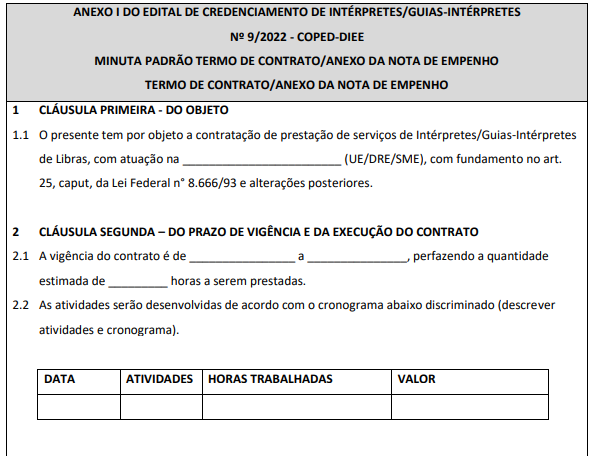 ANEXO I DO EDITAL DE CREDENCIAMENTO DE INTÉRPRETES/GUIAS-INTÉRPRETES
Nº 9/2022 - COPED-DIEE
MINUTA PADRÃO TERMO DE CONTRATO/ANEXO DA NOTA DE EMPENHO
TERMO DE CONTRATO/ANEXO DA NOTA DE EMPENHO
1 CLÁUSULA PRIMEIRA - DO OBJETO
1.1 O presente tem por objeto a contratação de prestação de serviços de Intérpretes/Guias-Intérpretes
de Libras, com atuação na _________________________ (UE/DRE/SME), com fundamento no art.
25, caput, da Lei Federal n° 8.666/93 e alterações posteriores.
2 CLÁUSULA SEGUNDA – DO PRAZO DE VIGÊNCIA E DA EXECUÇÃO DO CONTRATO
2.1 A vigência do contrato é de _________________ a ________________, perfazendo a quantidade
estimada de _________ horas a serem prestadas.
2.2 As atividades serão desenvolvidas de acordo com o cronograma abaixo discriminado (descrever
atividades e cronograma).
DATA ATIVIDADES HORAS TRABALHADAS VALOR